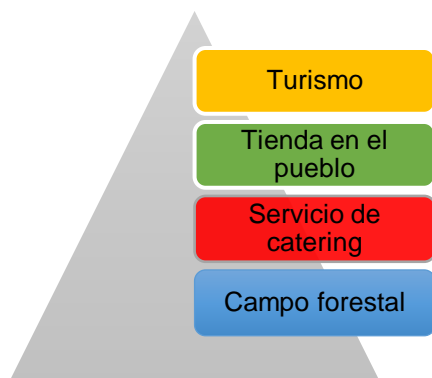 Turismo
Tienda en el
pueblo
Servicio de
catering
Campo forestal